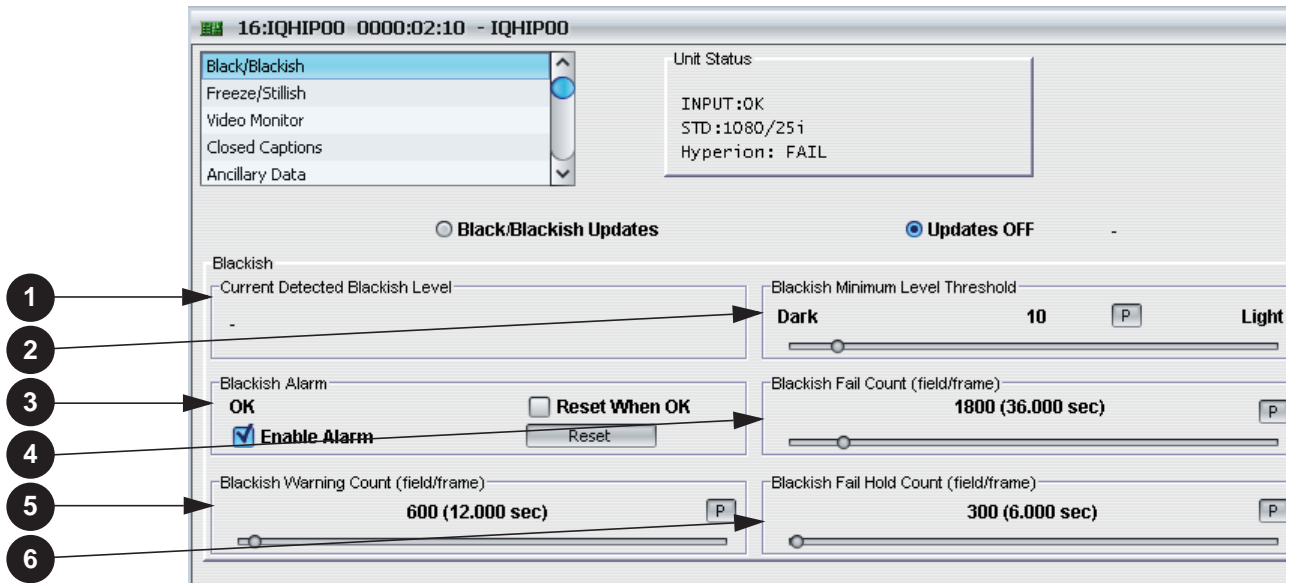 16:IQHIP00 0000:02:10 - IQHIP00
Black/Blackish
Freeze/Stillish
Video Monitor
Closed Captions
Ancillary Data
Unit Status
INPUT:OK
STD:1080/25i
Hyperion: FAIL
Black/Blackish Updates
Updates OFF -
Blackish
1
Current Detected Blackish Level
-
2
Blackish Minimum Level Threshold
Dark 10 P Light
3
Blackish Alarm
OK Reset When OK
Enable Alarm Reset
4
Blackish Fail Count (field/frame)
1800 (36.000 sec) P
5
Blackish Warning Count (field/frame)
600 (12.000 sec) P
6
Blackish Fail Hold Count (field/frame)
300 (6.000 sec) P